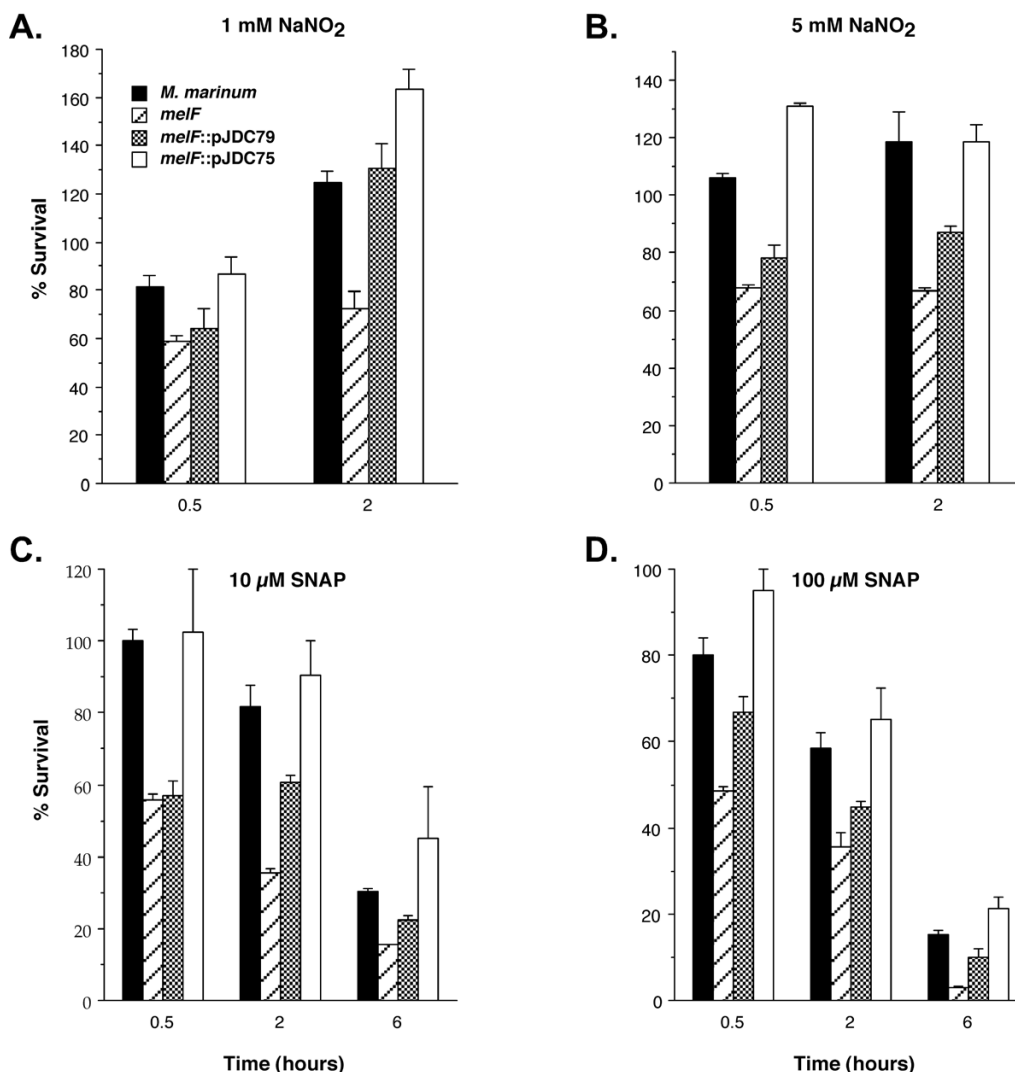 A.
1 mM NaNO2
% Survival
180
160
140
120
100
80
60
40
20
0
M. marinum
melF
melF::pJDC79
melF::pJDC75
0.5
2
B.
5 mM NaNO2
140
120
100
80
60
40
20
0
0.5
2
C.
10 µM SNAP
% Survival
120
100
80
60
40
20
0
0.5
2
6
Time (hours)
D.
100 µM SNAP
100
80
60
40
20
0
0.5
2
6
Time (hours)